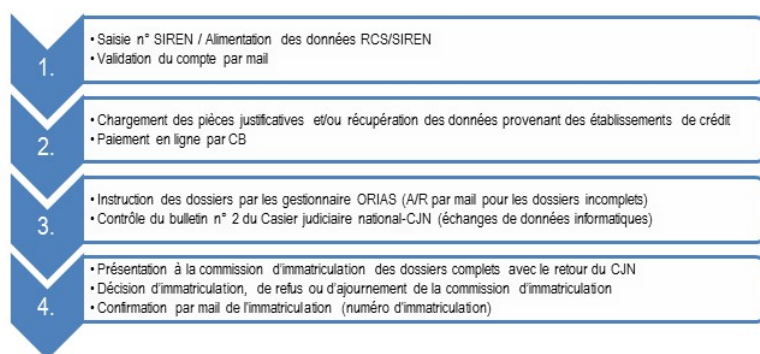 1.
• Saisie n° SIREN / Alimentation des données RCS/SIREN
• Validation du compte par mail
2.
• Chargement des pièces justificatives et/ou récupération des données provenant des établissements de crédit
• Paiement en ligne par CB
3.
• Instruction des dossiers par les gestionnaire ORIAS (A/R par mail pour les dossiers incomplets)
• Contrôle du bulletin n° 2 du Casier judiciaire national-CJN (échanges de données informatiques)
4.
• Présentation à la commission d'immatriculation des dossiers complets avec le retour du CJN
• Décision d'immatriculation, de refus ou d'ajournement de la commission d'immatriculation
• Confirmation par mail de l'immatriculation (numéro d'immatriculation)